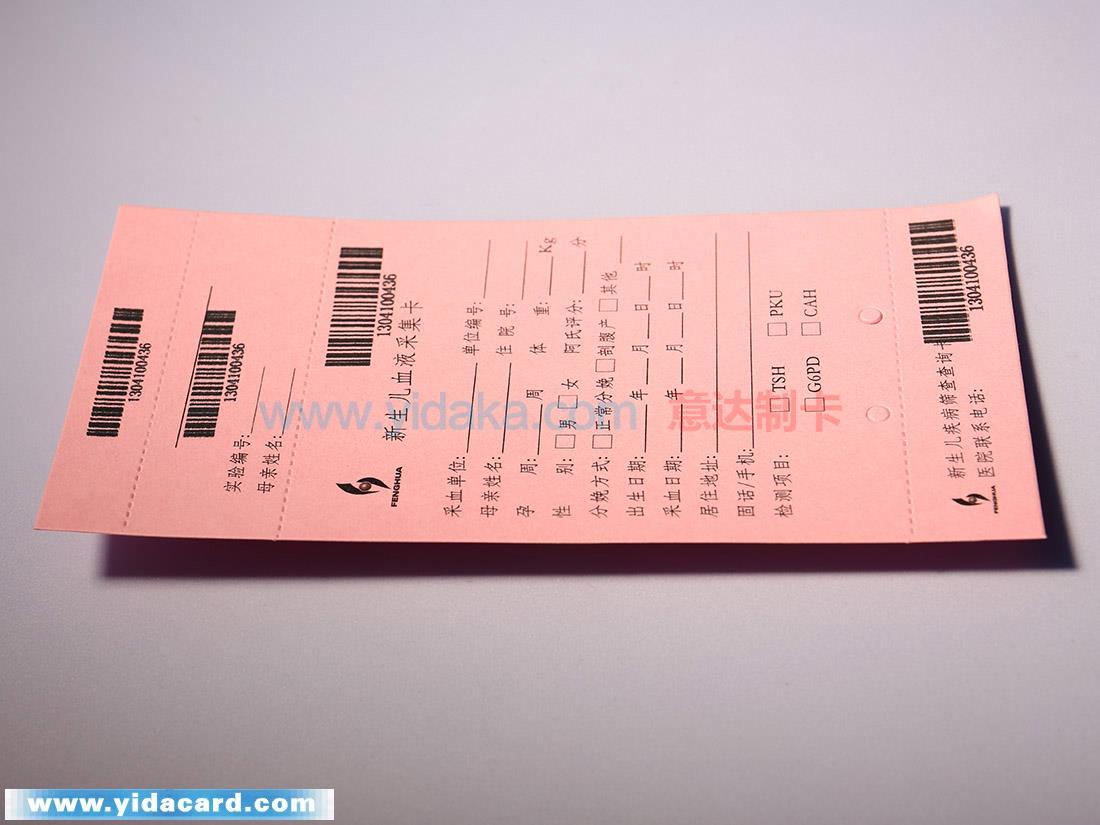 1304100436
1304100436
实验编号:
母亲姓名:
1304100436
新生儿血液采集卡
FENGHUA
采血单位: 单位编号:
母亲姓名: 住院号:
孕 周: 周 体 重: Kg
性 别: 男 女 阿氏评分: 分
分娩方式: 正常分娩 剖腹产 其他
出生日期: 年 月 日 时
采血日期: 年 月 日 时
居住地址:
固话/手机:
检测项目: TSH PKU
G6PD CAH
1304100436
新生儿疾病筛查查询卡
医院联系电话:
FENGHUA
www.yidaka.com 意达制卡
www.yidacard.com